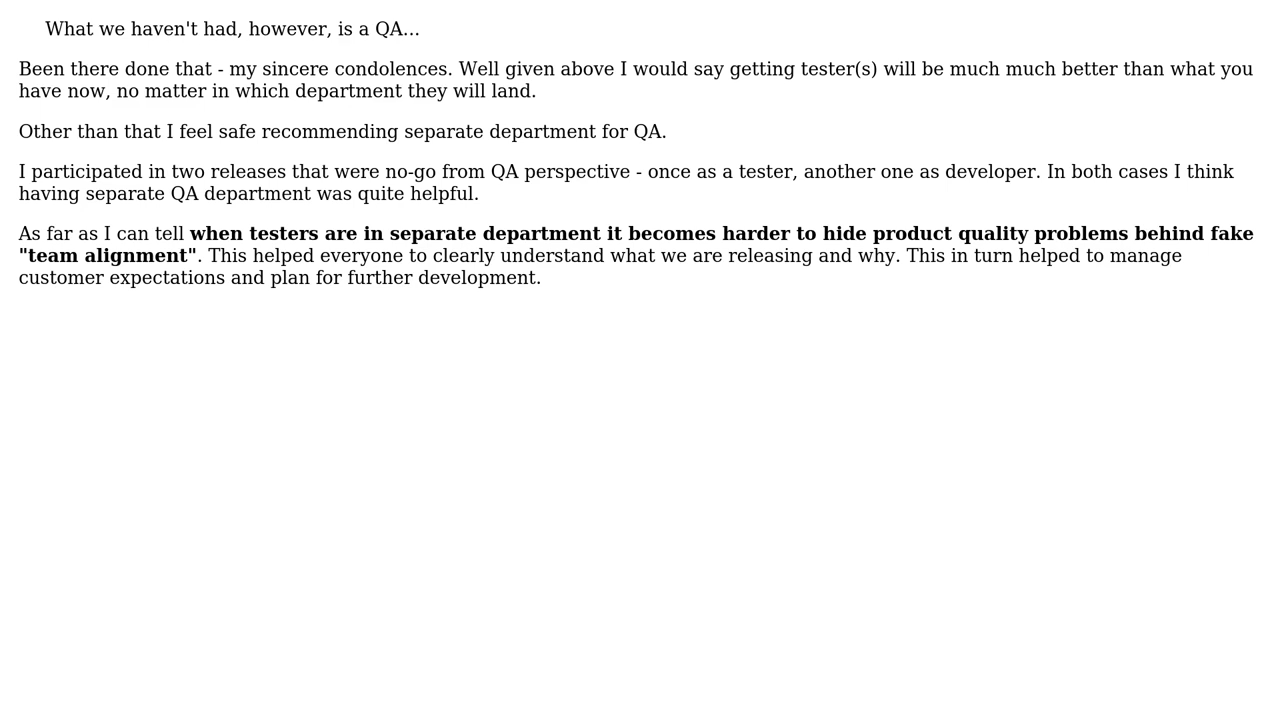 What we haven't had, however, is a QA...
Been there done that - my sincere condolences. Well given above I would say getting tester(s) will be much much better than what you
have now, no matter in which department they will land.
Other than that I feel safe recommending separate department for QA.
I participated in two releases that were no-go from QA perspective - once as a tester, another one as developer. In both cases I think
having separate QA department was quite helpful.
As far as I can tell when testers are in separate department it becomes harder to hide product quality problems behind fake
"team alignment". This helped everyone to clearly understand what we are releasing and why. This in turn helped to manage
customer expectations and plan for further development.